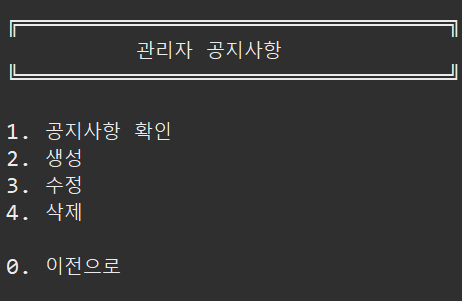 관리자 공지사항
1. 공지사항 확인
2. 생성
3. 수정
4. 삭제
0. 이전으로